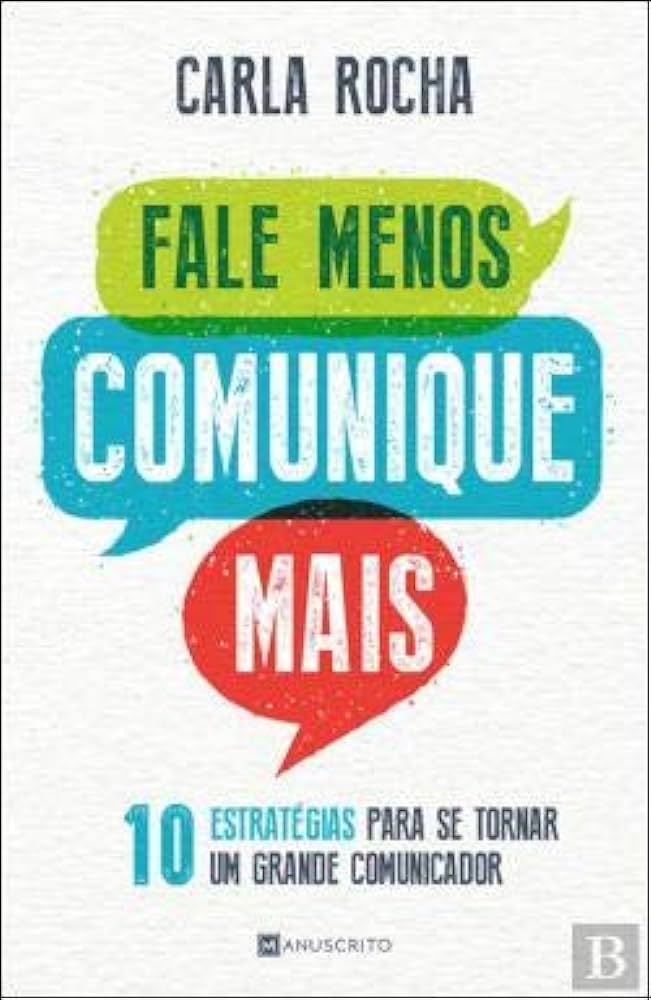 CARLA ROCHA
FALE MENOS
COMUNIQUE
MAIS
10 ESTRATÉGIAS PARA SE TORNAR
UM GRANDE COMUNICADOR
MANUSCRITO
B